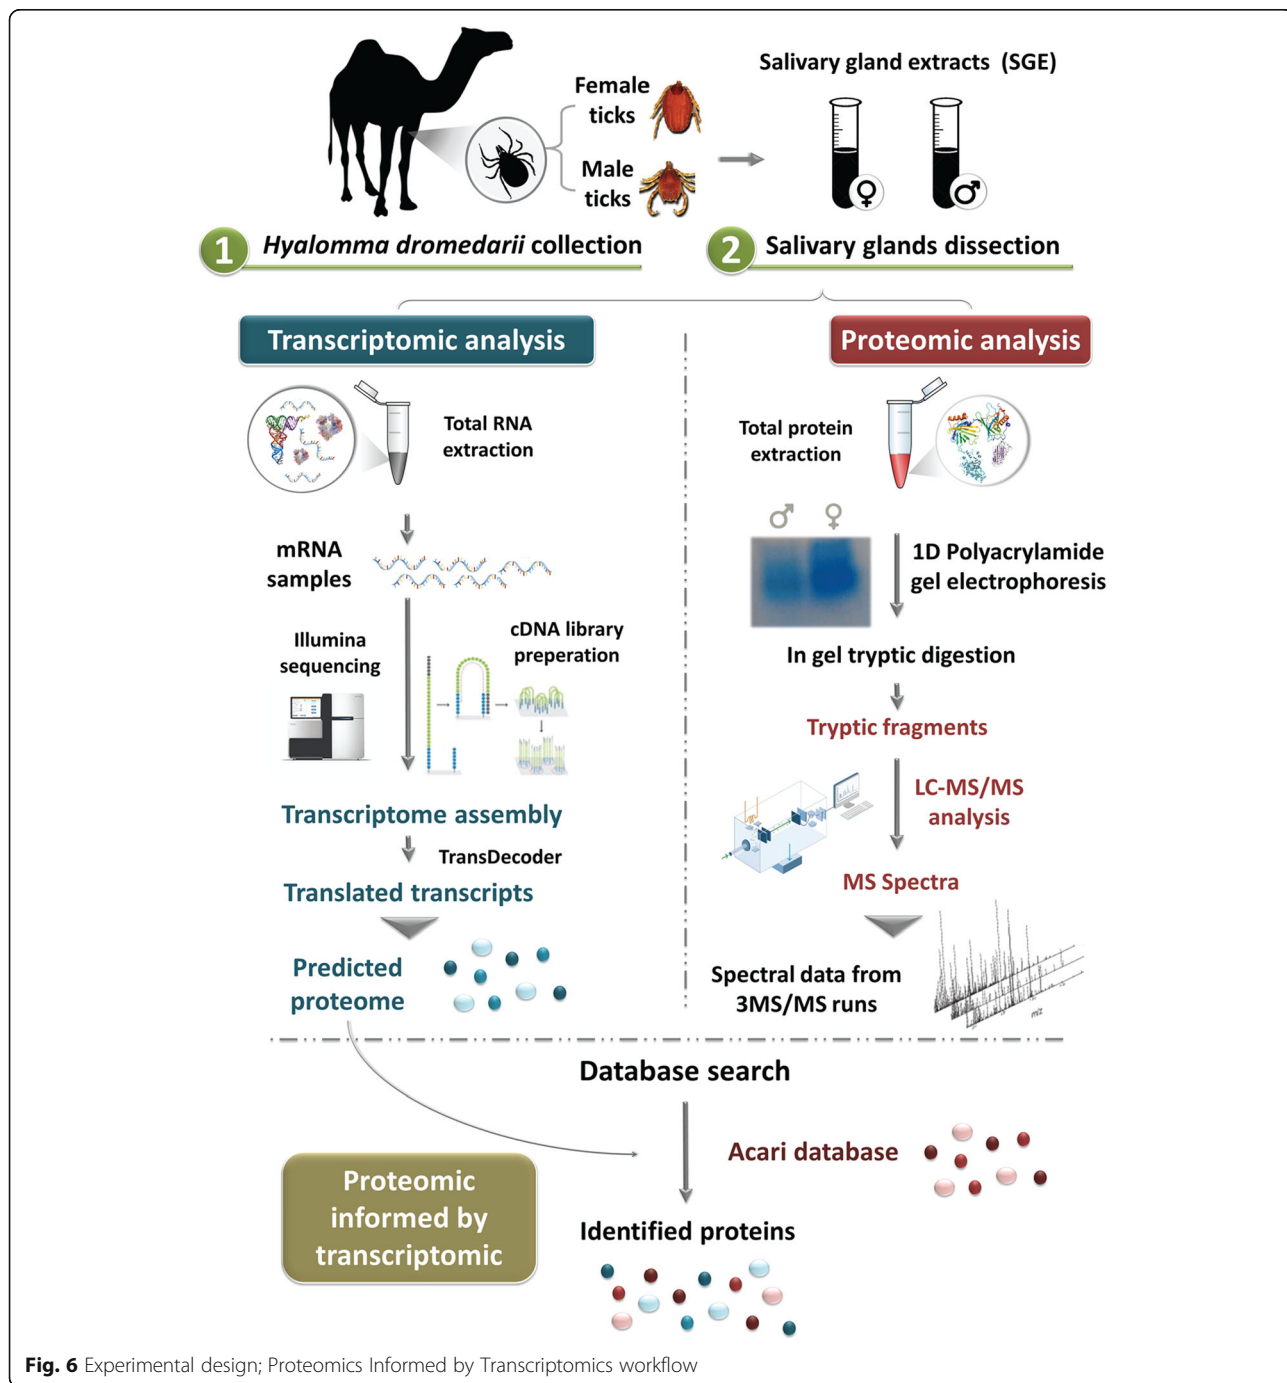 Female
ticks
Male
ticks
Salivary gland extracts (SGE)
♀
♂
1
Hyalomma dromedarii collection
2
Salivary glands dissection
Transcriptomic analysis
Total RNA
extraction
mRNA
samples
Illumina
sequencing
cDNA library
preperation
Transcriptome assembly
TransDecoder
Translated transcripts
Predicted
proteome
Proteomic analysis
Total protein
extraction
♂ ♀
1D Polyacrylamide
gel electrophoresis
In gel tryptic digestion
Tryptic fragments
LC-MS/MS
analysis
MS Spectra
Spectral data from
3MS/MS runs
m/z
Database search
Acari database
Proteomic
informed by
transcriptomic
Identified proteins
Fig. 6 Experimental design; Proteomics Informed by Transcriptomics workflow